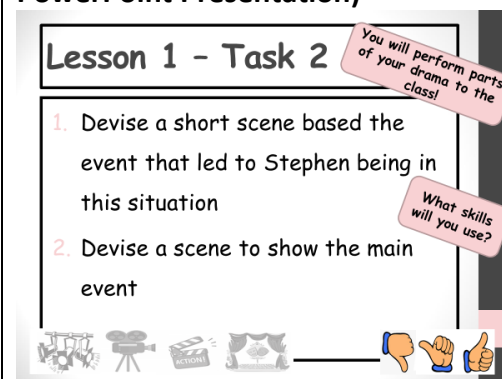 PowerPoint Presentation)
Lesson 1 – Task 2
You will perform parts
of your drama to the
class!
1. Devise a short scene based the
event that led to Stephen being in
this situation
What skills
will you use?
2. Devise a scene to show the main
event
ACTION!